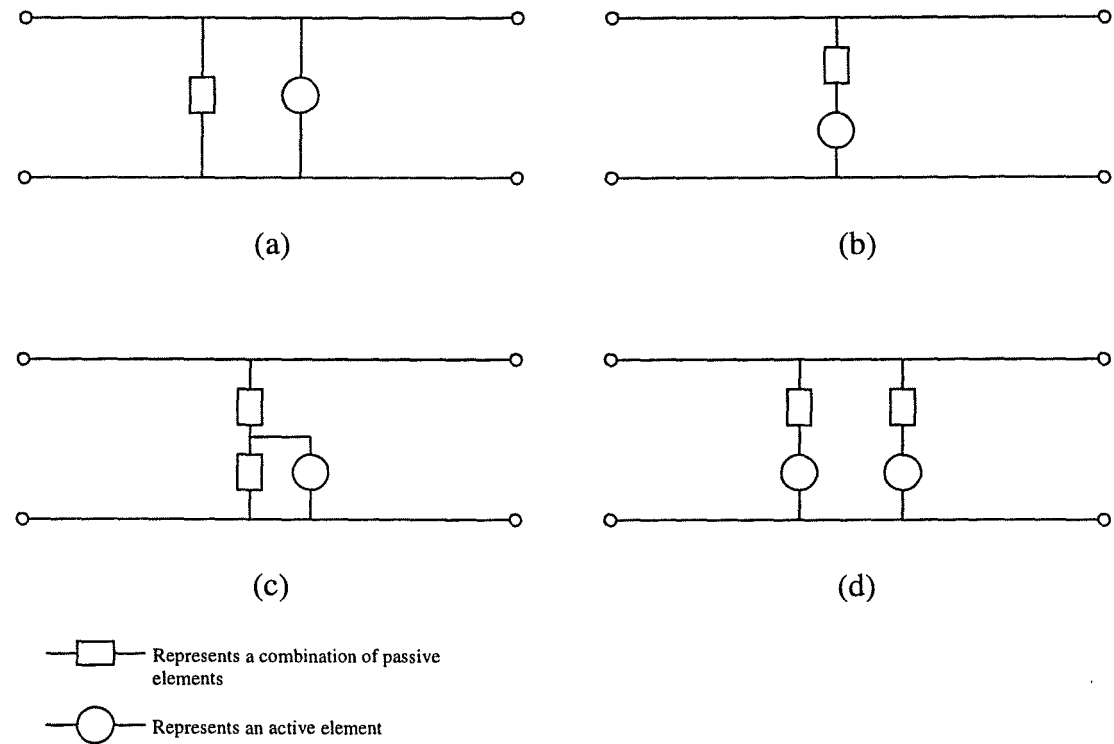 (a)
(b)
(c)
(d)
Represents a combination of passive
elements
Represents an active element